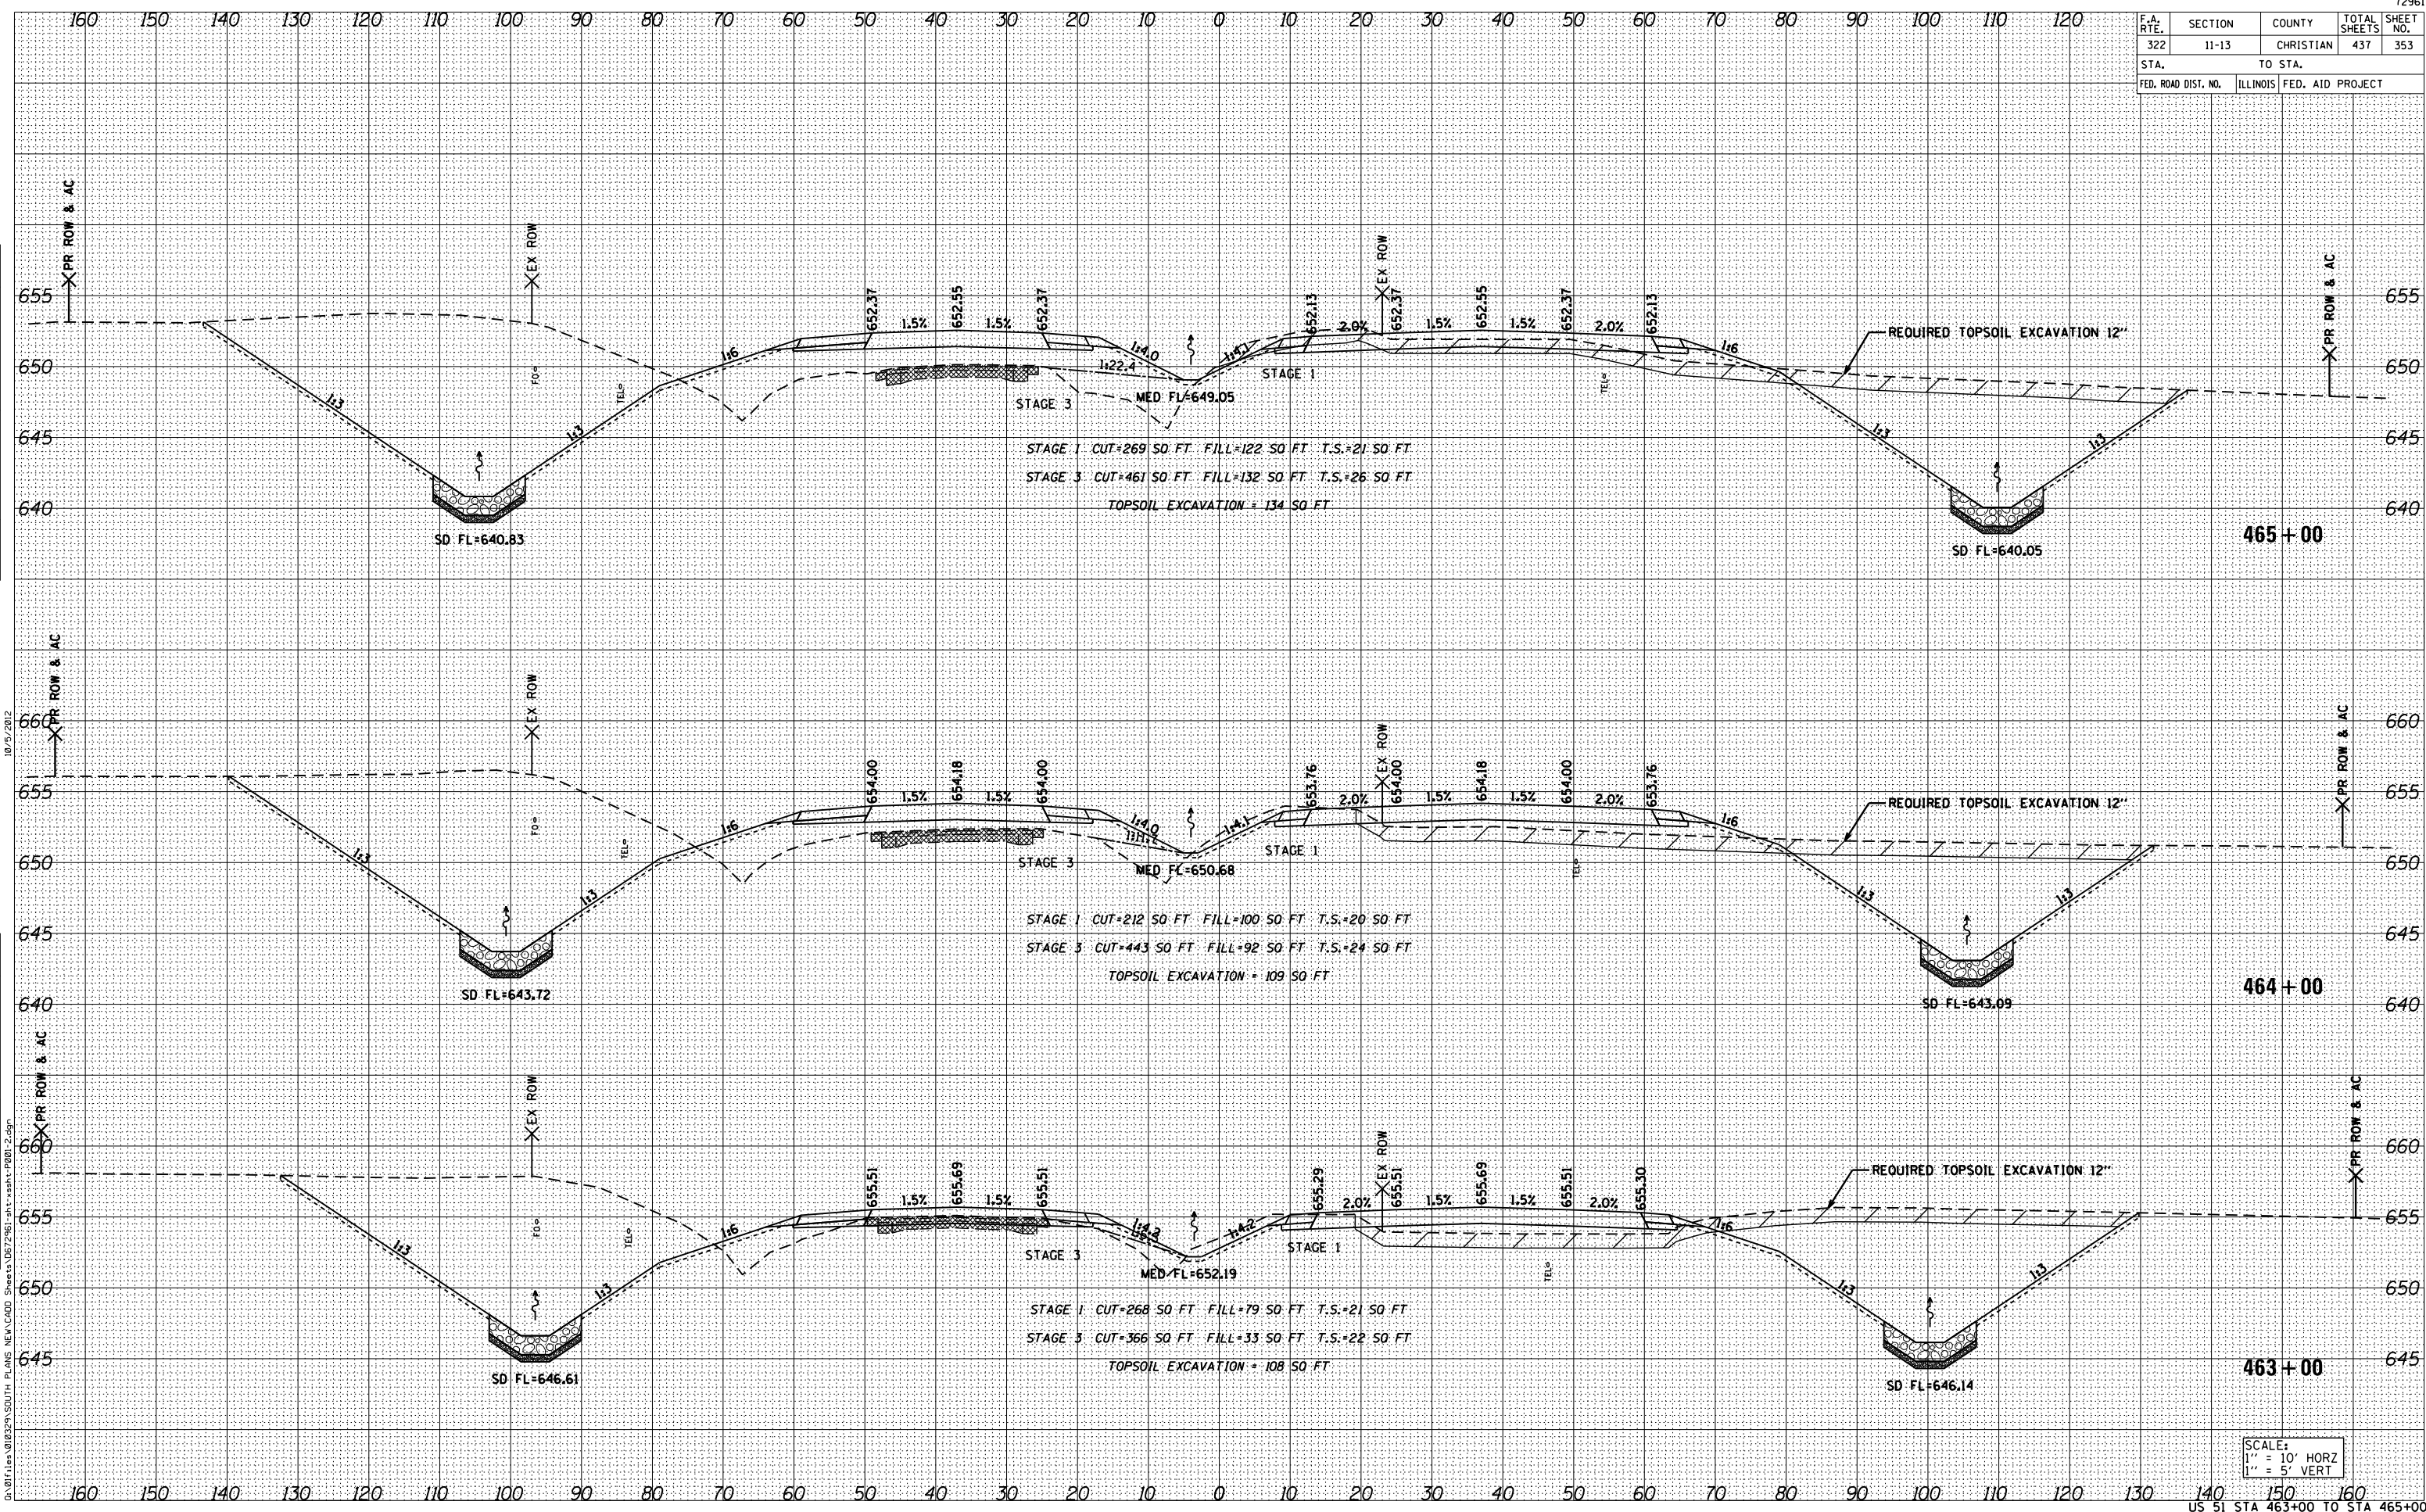 72961
F.A. RTE. SECTION COUNTY TOTAL SHEETS SHEET NO.
322 11-13 CHRISTIAN 437 353
STA. TO STA.
FED. ROAD DIST. NO. ILLINOIS FED. AID PROJECT
160 150 140 130 120 110 100 90 80 70 60 50 40 30 20 10 0 10 20 30 40 50 60 70 80 90 100 110 120
PR ROW & AC
EX ROW
EX ROW
PR ROW & AC
655 655
650 650
645 645
640 640
652.37 652.55 652.37 652.13 652.37 652.55 652.37 652.13
1.5% 1.5% 2.0% 1.5% 1.5% 2.0%
REQUIRED TOPSOIL EXCAVATION 12"
1:3 1:3 1:6 1:4.0 1:22.4 1:4.1 1:6 1:3 1:3
FO TEL TEL
STAGE 3
STAGE 1
MED FL=649.05
STAGE 1 CUT=269 SQ FT FILL=122 SQ FT T.S.=21 SQ FT
STAGE 3 CUT=461 SQ FT FILL=132 SQ FT T.S.=26 SQ FT
TOPSOIL EXCAVATION = 134 SQ FT
SD FL=640.83
SD FL=640.05
465+00
PR ROW & AC
EX ROW
EX ROW
PR ROW & AC
660 660
655 655
650 650
645 645
640 640
654.00 654.18 654.00 653.76 654.00 654.18 654.00 653.76
1.5% 1.5% 2.0% 1.5% 1.5% 2.0%
REQUIRED TOPSOIL EXCAVATION 12"
1:3 1:3 1:6 1:4.0 1:4.1 1:6 1:3 1:3
FO TEL TEL
STAGE 3
STAGE 1
MED FL=650.68
STAGE 1 CUT=212 SQ FT FILL=100 SQ FT T.S.=20 SQ FT
STAGE 3 CUT=443 SQ FT FILL=92 SQ FT T.S.=24 SQ FT
TOPSOIL EXCAVATION = 109 SQ FT
SD FL=643.72
SD FL=643.09
464+00
PR ROW & AC
EX ROW
EX ROW
PR ROW & AC
660 660
655 655
650 650
645 645
655.51 655.69 655.51 655.29 655.51 655.69 655.51 655.30
1.5% 1.5% 2.0% 1.5% 1.5% 2.0%
REQUIRED TOPSOIL EXCAVATION 12"
1:3 1:3 1:6 1:4.2 1:6 1:3 1:3
FO TEL TEL
STAGE 3
STAGE 1
MED FL=652.19
STAGE 1 CUT=268 SQ FT FILL=79 SQ FT T.S.=21 SQ FT
STAGE 3 CUT=366 SQ FT FILL=33 SQ FT T.S.=22 SQ FT
TOPSOIL EXCAVATION = 108 SQ FT
SD FL=646.61
SD FL=646.14
463+00
SCALE:
1" = 10' HORZ
1" = 5' VERT
160 150 140 130 120 110 100 90 80 70 60 50 40 30 20 10 0 10 20 30 40 50 60 70 80 90 100 110 120 130 140 150 160
US 51 STA 463+00 TO STA 465+00
10/5/2012